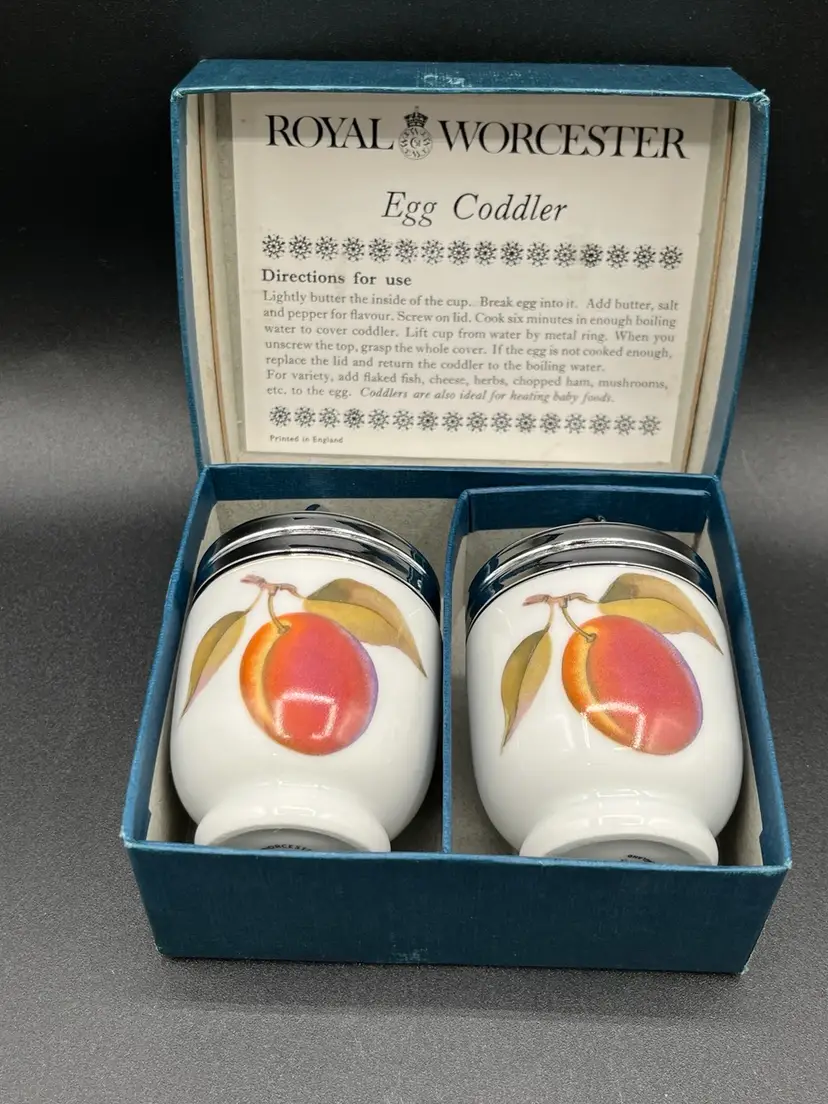 ROYAL WORCESTER
Egg Coddler
Directions for use
Lightly butter the inside of the cup. Break egg into it. Add butter, salt
and pepper for flavour. Screw on lid. Cook six minutes in enough boiling
water to cover coddler. Lift cup from water by metal ring. When you
unscrew the top, grasp the whole cover. If the egg is not cooked enough,
replace the lid and return the coddler to the boiling water.
For variety, add flaked fish, cheese, herbs, chopped ham, mushrooms,
etc. to the egg. Coddlers are also ideal for heating baby foods.
Printed in England